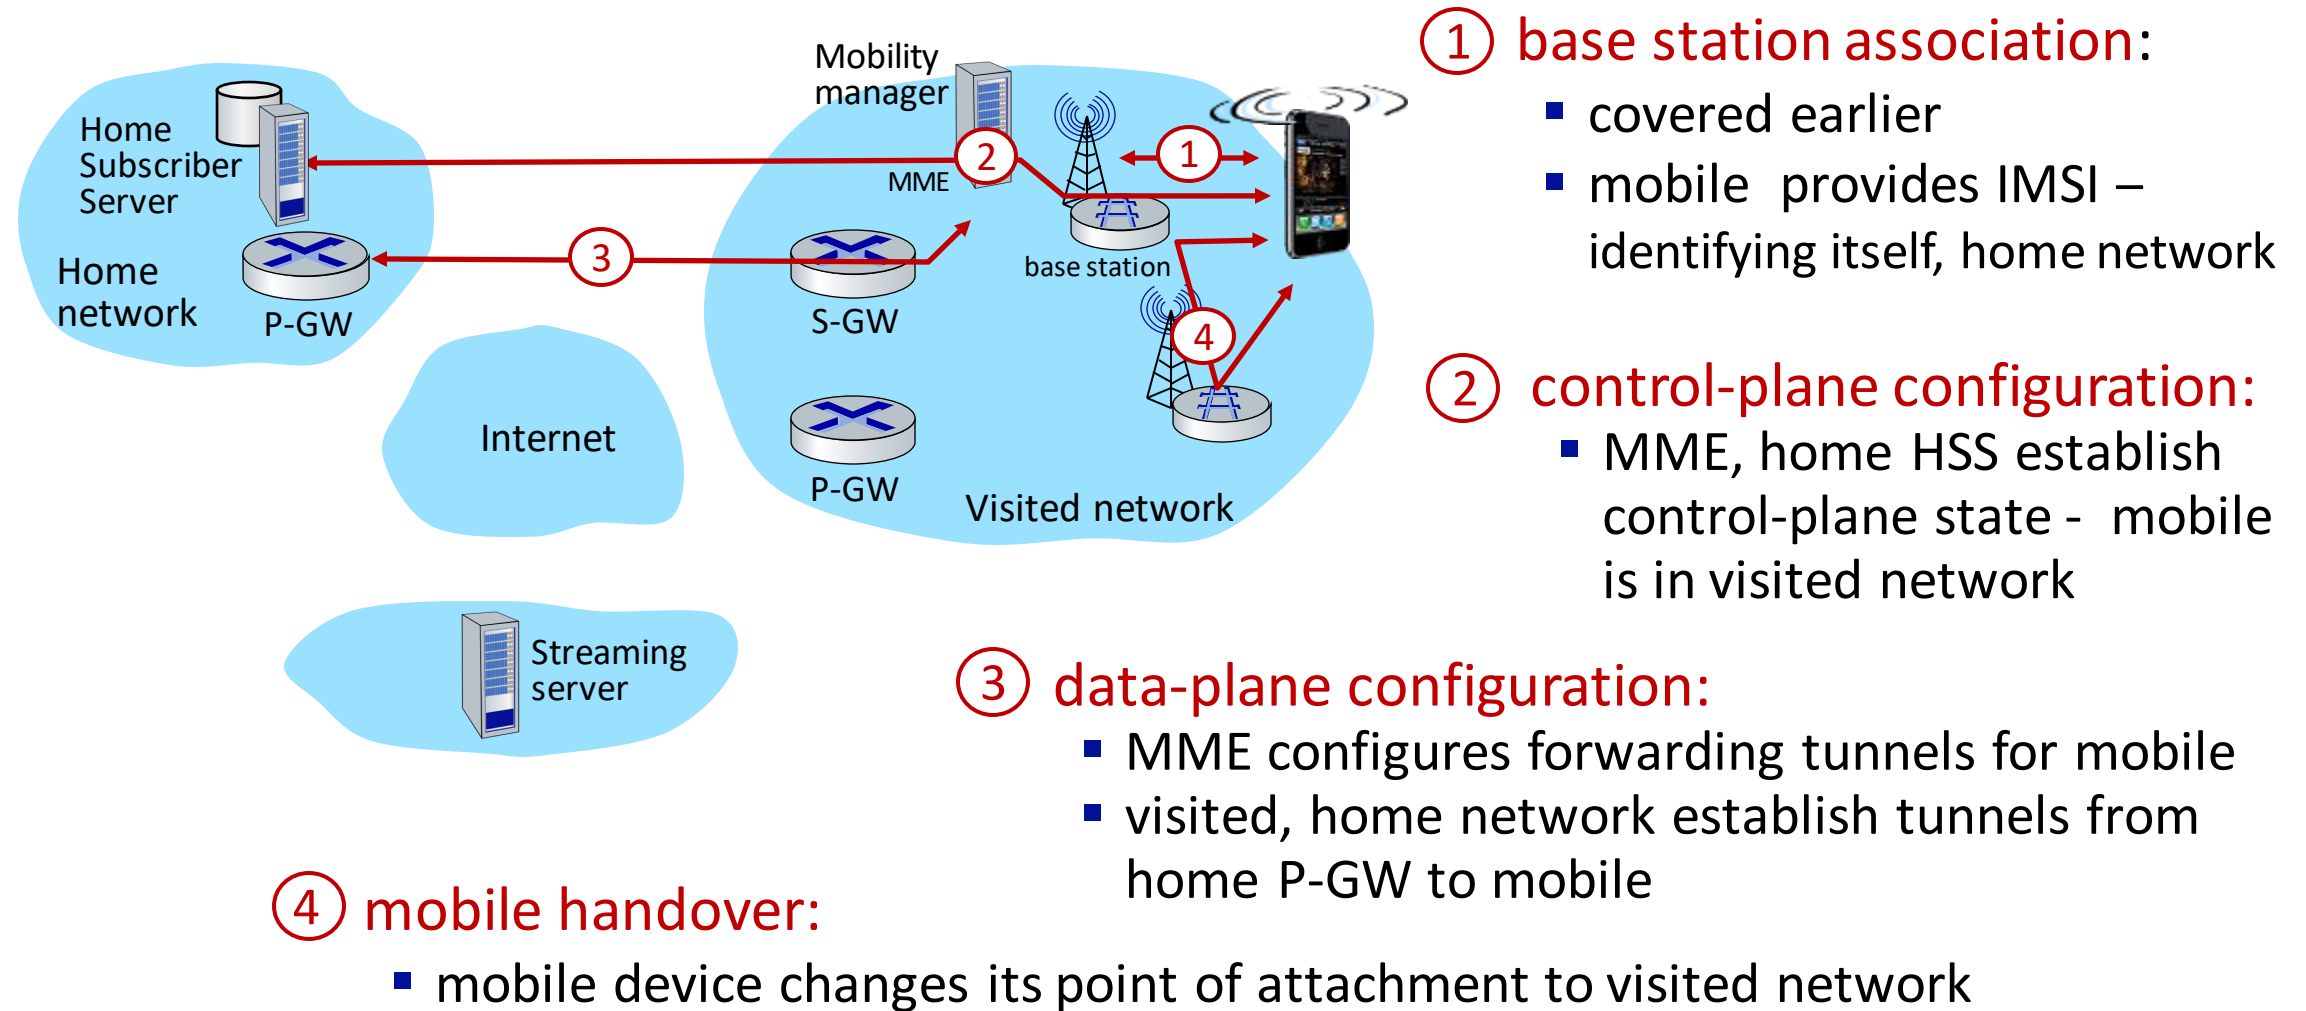 Mobility
manager
Home
Subscriber
Server
2
1
MME
3
Home
network
P-GW
S-GW
base station
4
Internet
P-GW
Visited network
Streaming
server
1 base station association:
▪ covered earlier
▪ mobile provides IMSI –
identifying itself, home network
2 control-plane configuration:
▪ MME, home HSS establish
control-plane state - mobile
is in visited network
3 data-plane configuration:
▪ MME configures forwarding tunnels for mobile
▪ visited, home network establish tunnels from
home P-GW to mobile
4 mobile handover:
▪ mobile device changes its point of attachment to visited network